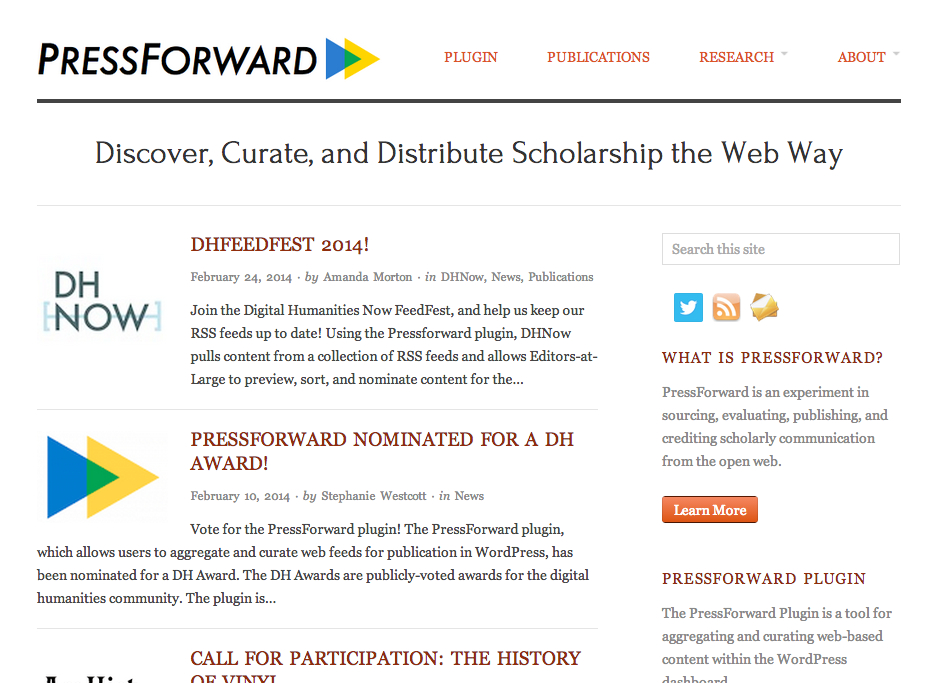 PRESSFORWARD
PLUGIN PUBLICATIONS RESEARCH ABOUT
Discover, Curate, and Distribute Scholarship the Web Way
DH
[NOW]
DHFEEDFEST 2014!
February 24, 2014 · by Amanda Morton · in DHNow, News, Publications
Join the Digital Humanities Now FeedFest, and help us keep our
RSS feeds up to date! Using the Pressforward plugin, DHNow
pulls content from a collection of RSS feeds and allows Editors-at-
Large to preview, sort, and nominate content for the...
PRESSFORWARD NOMINATED FOR A DH
AWARD!
February 10, 2014 · by Stephanie Westcott · in News
Vote for the PressForward plugin! The PressForward plugin,
which allows users to aggregate and curate web feeds for publication in WordPress, has
been nominated for a DH Award. The DH Awards are publicly-voted awards for the digital
humanities community. The plugin is...
CALL FOR PARTICIPATION: THE HISTORY
OF VINYL
Search this site
WHAT IS PRESSFORWARD?
PressForward is an experiment in
sourcing, evaluating, publishing, and
crediting scholarly communication
from the open web.
Learn More
PRESSFORWARD PLUGIN
The PressForward Plugin is a tool for
aggregating and curating web-based
content within the WordPress
dashboard